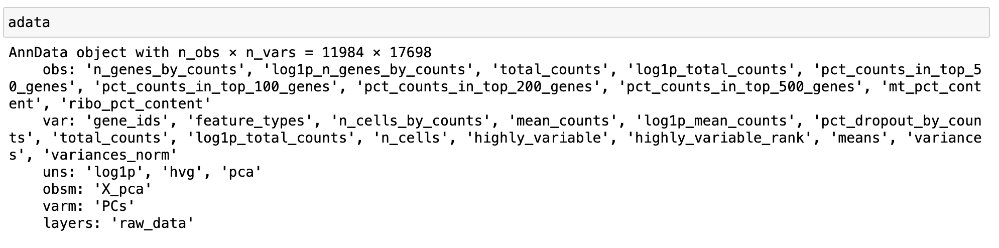 adata
AnnData object with n_obs × n_vars = 11984 × 17698
    obs: 'n_genes_by_counts', 'log1p_n_genes_by_counts', 'total_counts', 'log1p_total_counts', 'pct_counts_in_top_5
0_genes', 'pct_counts_in_top_100_genes', 'pct_counts_in_top_200_genes', 'pct_counts_in_top_500_genes', 'mt_pct_cont
ent', 'ribo_pct_content'
    var: 'gene_ids', 'feature_types', 'n_cells_by_counts', 'mean_counts', 'log1p_mean_counts', 'pct_dropout_by_coun
ts', 'total_counts', 'log1p_total_counts', 'n_cells', 'highly_variable', 'highly_variable_rank', 'means', 'variance
s', 'variances_norm'
    uns: 'log1p', 'hvg', 'pca'
    obsm: 'X_pca'
    varm: 'PCs'
    layers: 'raw_data'